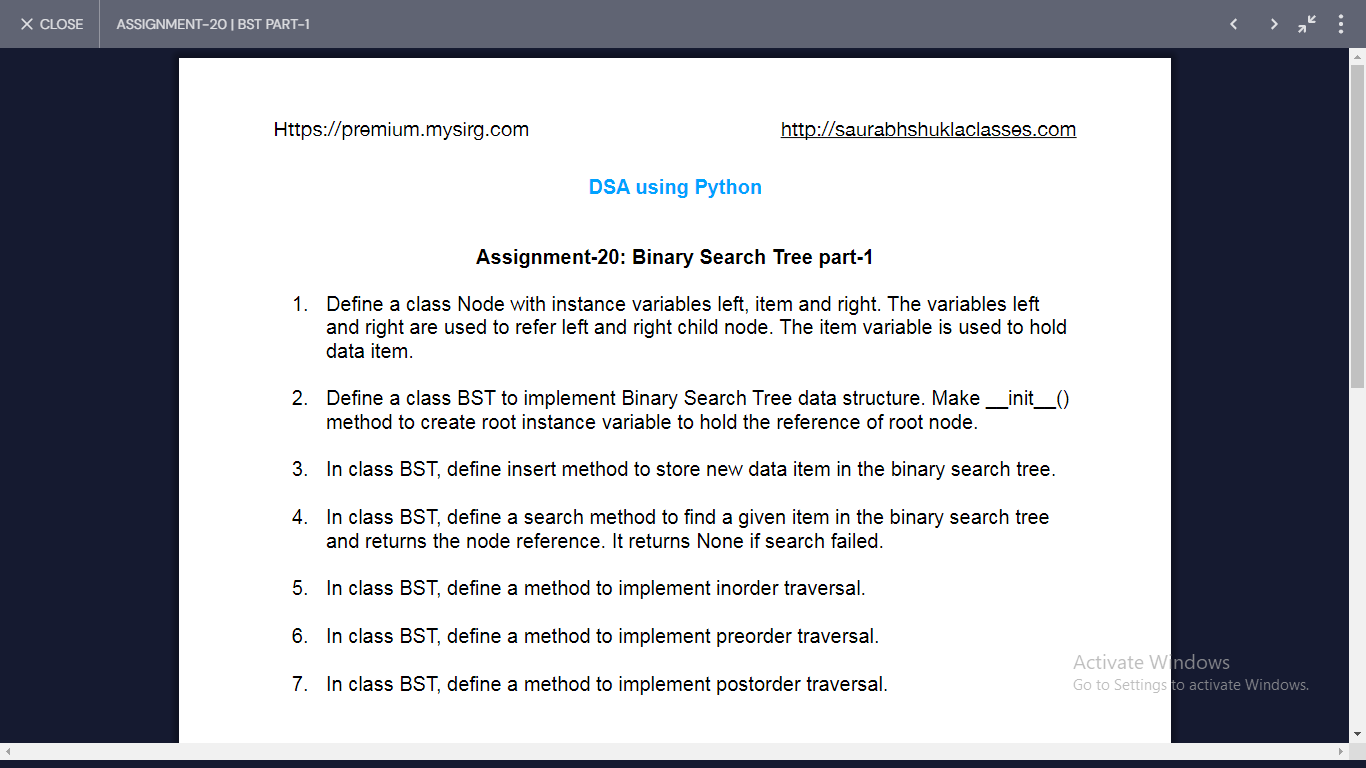 CLOSE
ASSIGNMENT-20 | BST PART-1
Https://premium.mysirg.com
http://saurabhshuklaclasses.com
DSA using Python
Assignment-20: Binary Search Tree part-1
1. Define a class Node with instance variables left, item and right. The variables left
and right are used to refer left and right child node. The item variable is used to hold
data item.
2. Define a class BST to implement Binary Search Tree data structure. Make __init__()
method to create root instance variable to hold the reference of root node.
3. In class BST, define insert method to store new data item in the binary search tree.
4. In class BST, define a search method to find a given item in the binary search tree
and returns the node reference. It returns None if search failed.
5. In class BST, define a method to implement inorder traversal.
6. In class BST, define a method to implement preorder traversal.
7. In class BST, define a method to implement postorder traversal.
Activate Windows
Go to Settings to activate Windows.